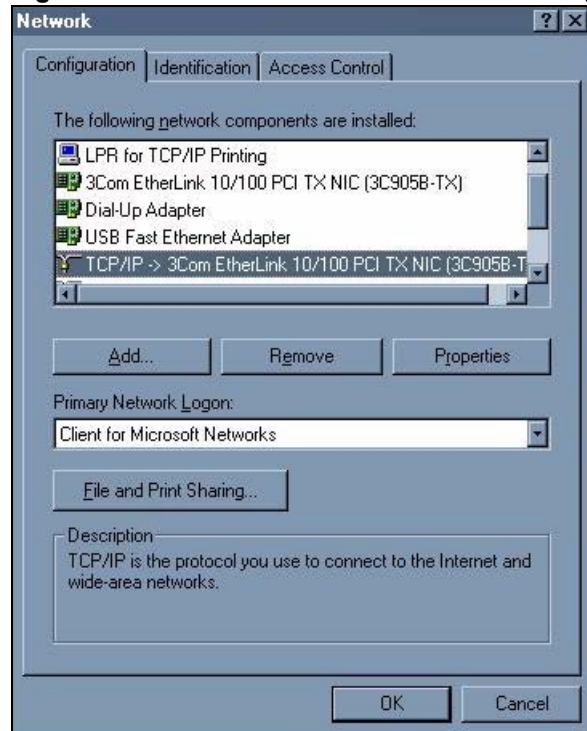 Network
Configuration
Identification
Access Control
The following network components are installed:
LPR for TCP/IP Printing
3Com EtherLink 10/100 PCI TX NIC (3C905B-TX)
Dial-Up Adapter
USB Fast Ethernet Adapter
TCP/IP -> 3Com EtherLink 10/100 PCI TX NIC (3C905B-T
Add...
Remove
Properties
Primary Network Logon:
Client for Microsoft Networks
File and Print Sharing...
Description
TCP/IP is the protocol you use to connect to the Internet and
wide-area networks.
OK
Cancel